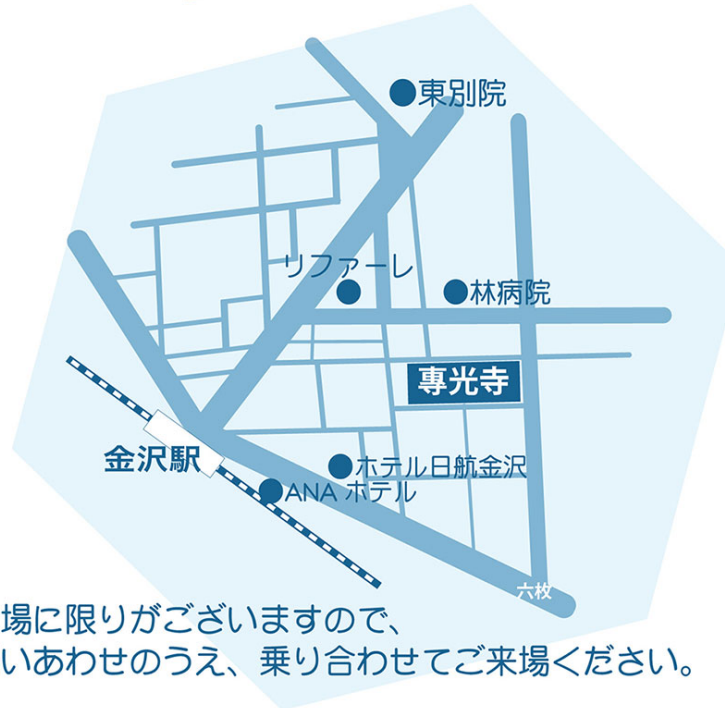 東別院
リファーレ
林病院
專光寺
金沢駅
ホテル日航金沢
ANA ホテル
六枚
場に限りがございますので、
いあわせのうえ、乗り合わせてご来場ください。